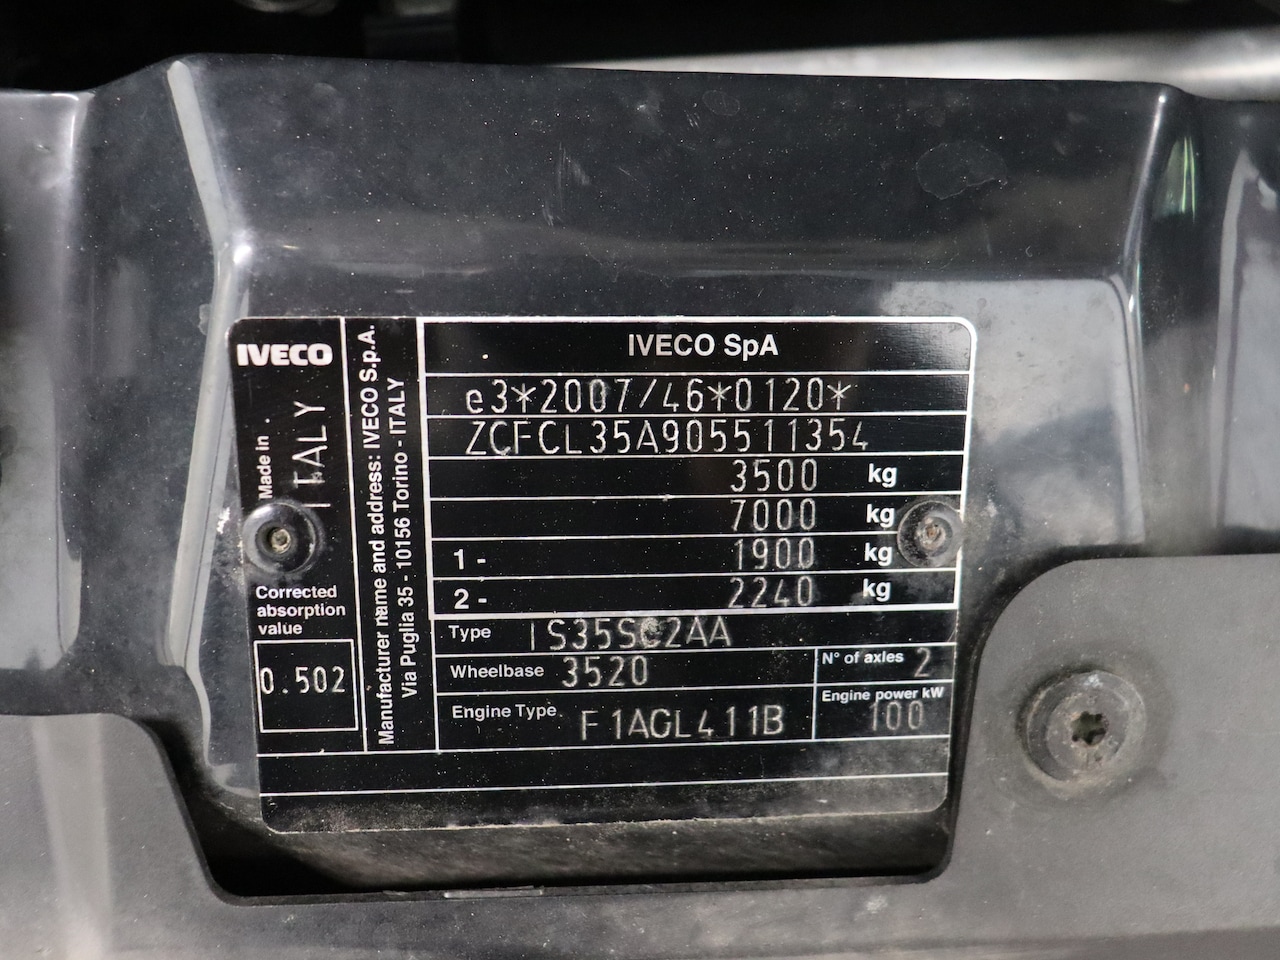 IVECO
Made in ITALY
Corrected
absorption
value
0.502
Manufacturer name and address: IVECO S.p.A.
Via Puglia 35 - 10156 Torino - ITALY
IVECO SpA
e3*2007/46*0120*
ZCFCL35A905511354
3500 kg
7000 kg
1- 1900 kg
2- 2240 kg
Type IS35SC2AA
Wheelbase 3520
N° of axles 2
Engine Type F1AGL411B
Engine power kW
100